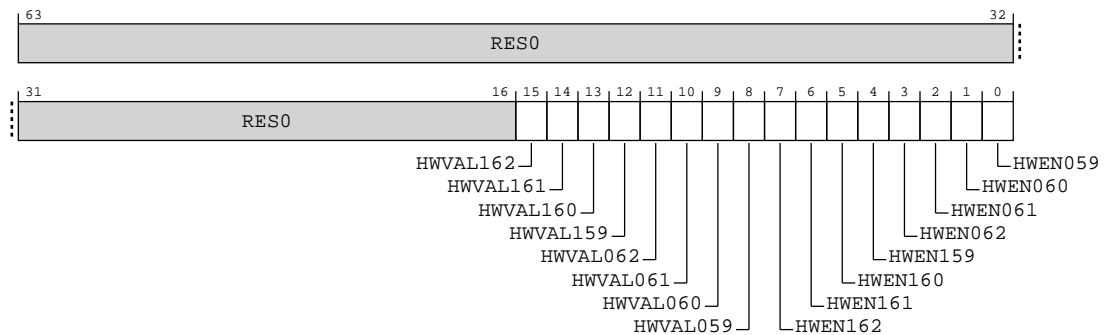 63 32
RES0
31 16 15 14 13 12 11 10 9 8 7 6 5 4 3 2 1 0
RES0
HWVAL162 HWEN059
HWVAL161 HWEN060
HWVAL160 HWEN061
HWVAL159 HWEN062
HWVAL062 HWEN159
HWVAL061 HWEN160
HWVAL060 HWEN161
HWVAL059 HWEN162